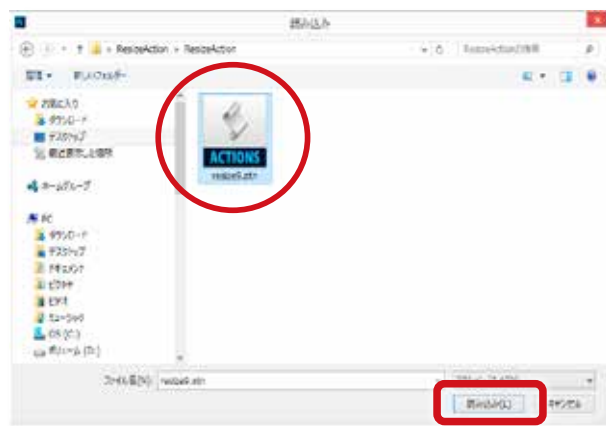 読み込み
ResizeAction ▸ ResizeAction
ResizeActionの検索
整理 ▾ 新しいフォルダー
お気に入り
ダウンロード
デスクトップ
最近表示した場所
ホームグループ
PC
ダウンロード
デスクトップ
ドキュメント
ピクチャ
ビデオ
ミュージック
OS (C:)
ボリューム (D:)
ACTIONS
ファイル名(N):
読み込み(L)
キャンセル